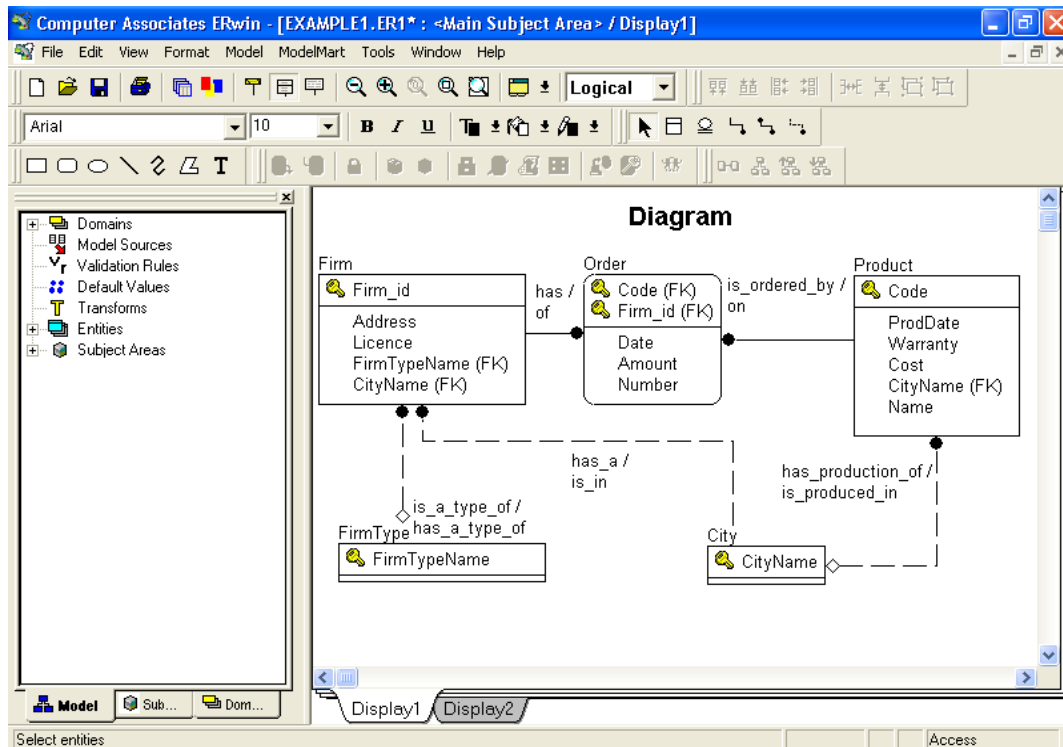 Computer Associates ERwin - [EXAMPLE1.ER1* : <Main Subject Area> / Display1]
File Edit View Format Model ModelMart Tools Window Help
Logical
Arial 10 B I U T
T
Domains
Model Sources
Validation Rules
Default Values
Transforms
Entities
Subject Areas
Model Sub... Dom...
Diagram
Firm
Firm_id
Address
Licence
FirmTypeName (FK)
CityName (FK)
has /
of
Order
Code (FK)
Firm_id (FK)
Date
Amount
Number
is_ordered_by /
on
Product
Code
ProdDate
Warranty
Cost
CityName (FK)
Name
has_a /
is_in
has_production_of /
is_produced_in
is_a_type_of /
has_a_type_of
FirmType
FirmTypeName
City
CityName
Display1 Display2
Select entities Access